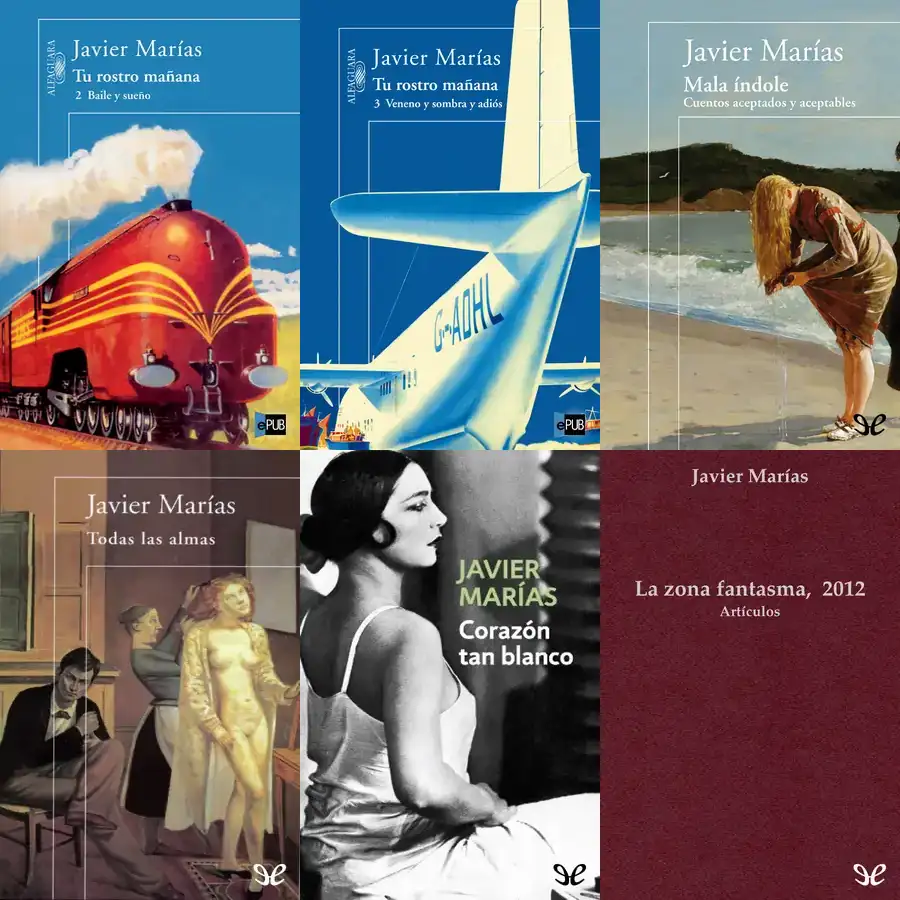 ALFAGUARA
Javier Marías
Tu rostro mañana
2 Baile y sueño
ePUB
ALFAGUARA
Javier Marías
Tu rostro mañana
3 Veneno y sombra y adiós
G-ADHL
ePUB
Javier Marías
Mala índole
Cuentos aceptados y aceptables
Javier Marías
Todas las almas
JAVIER
MARÍAS
Corazón
tan blanco
Javier Marías
La zona fantasma, 2012
Artículos